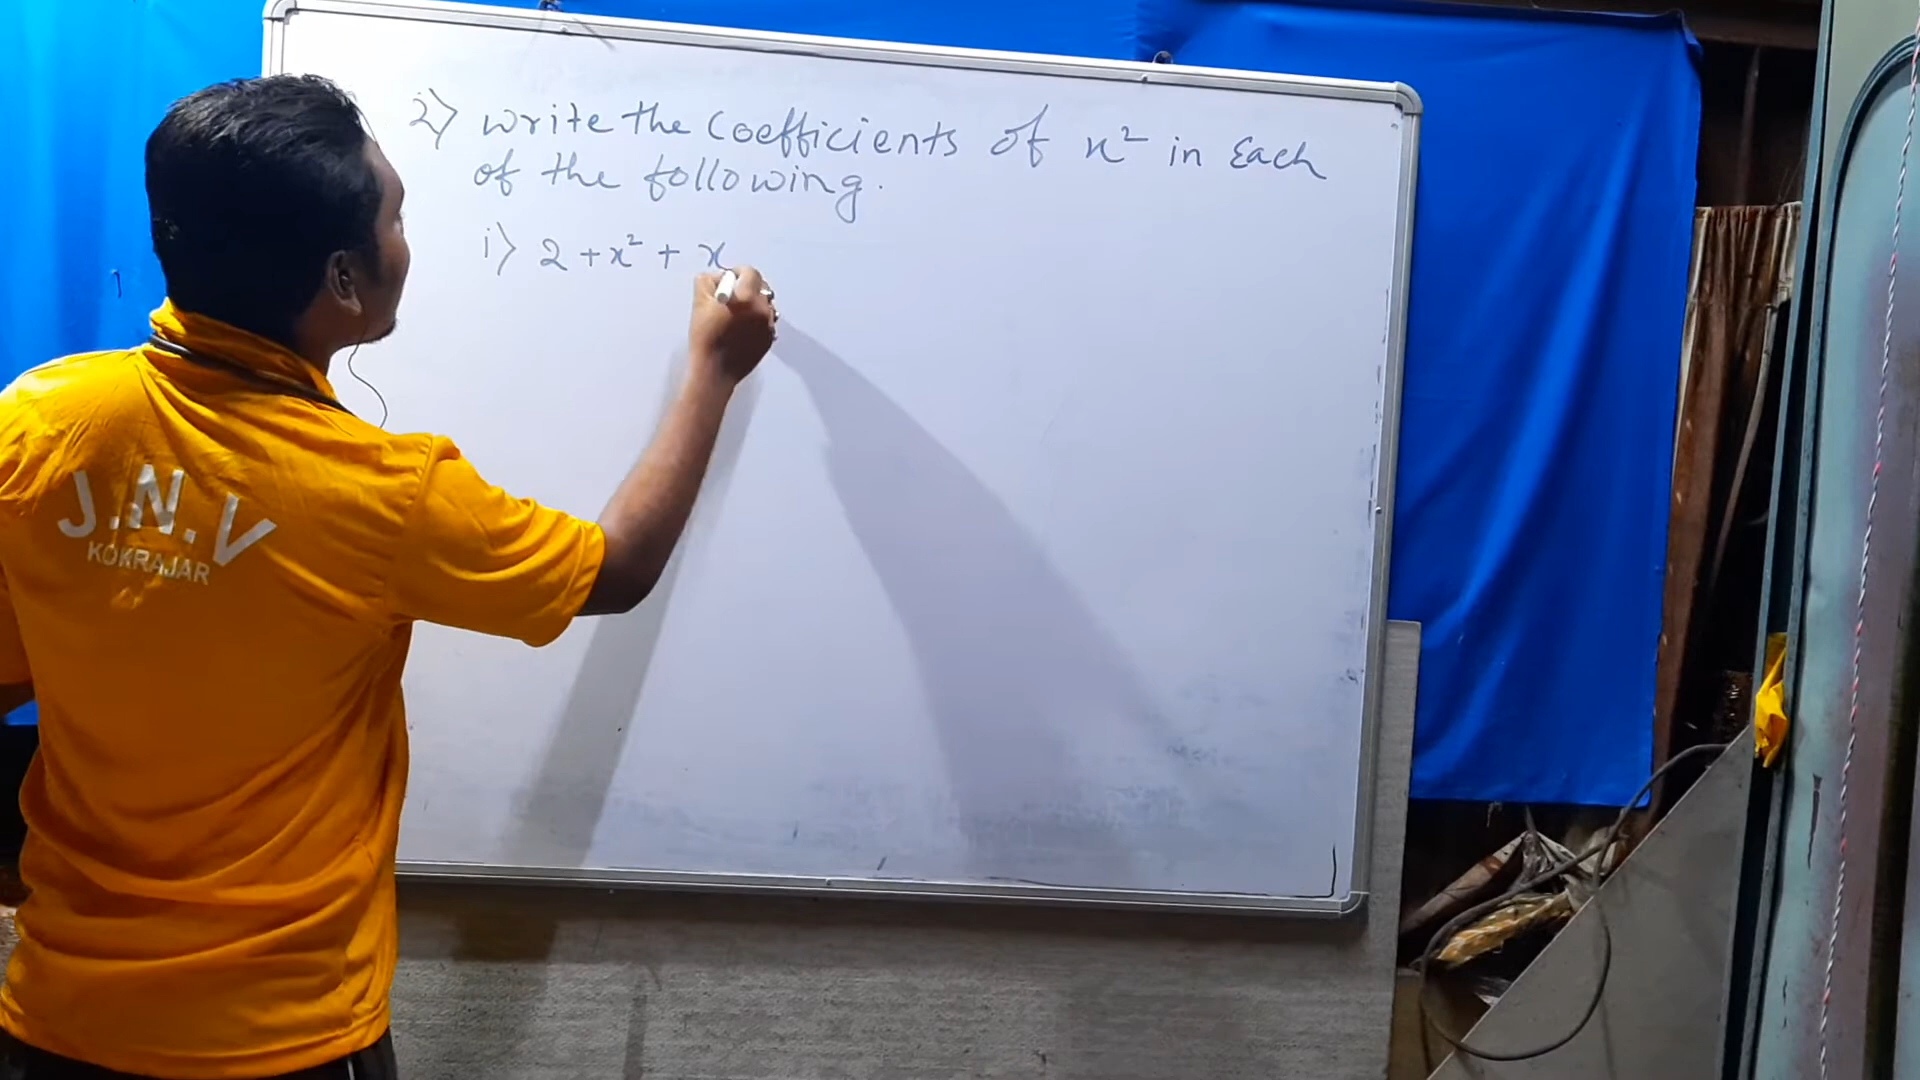 2) write the Coefficients of x² in Each
of the following.
i) 2 + x² + x
J.N.V
KOKRAJAR